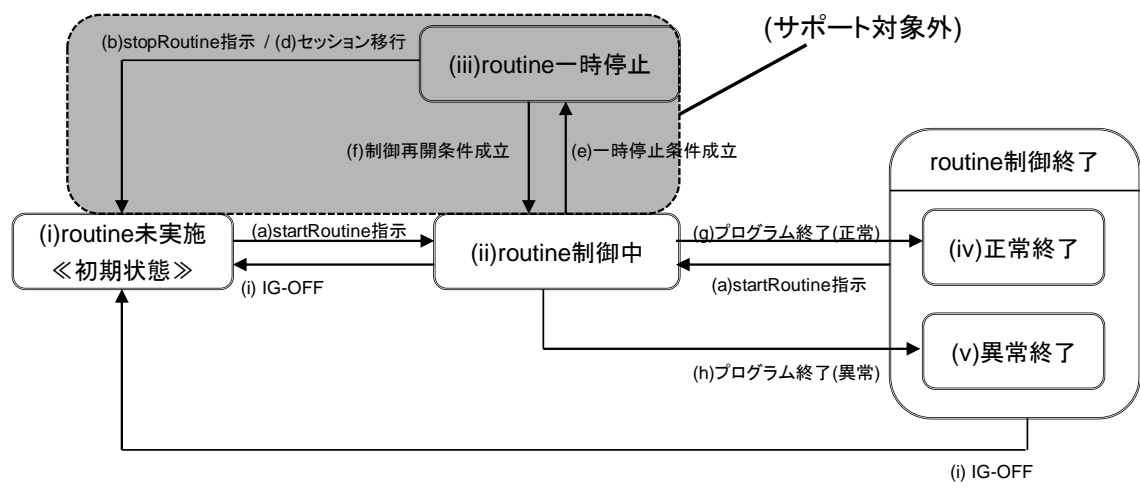 (サポート対象外)
(b)stopRoutine指示 / (d)セッション移行
(iii)routine一時停止
(f)制御再開条件成立
(e)一時停止条件成立
routine制御終了
(i)routine未実施
≪初期状態≫
(a)startRoutine指示
(i) IG-OFF
(ii)routine制御中
(g)プログラム終了(正常)
(a)startRoutine指示
(iv)正常終了
(h)プログラム終了(異常)
(v)異常終了
(i) IG-OFF